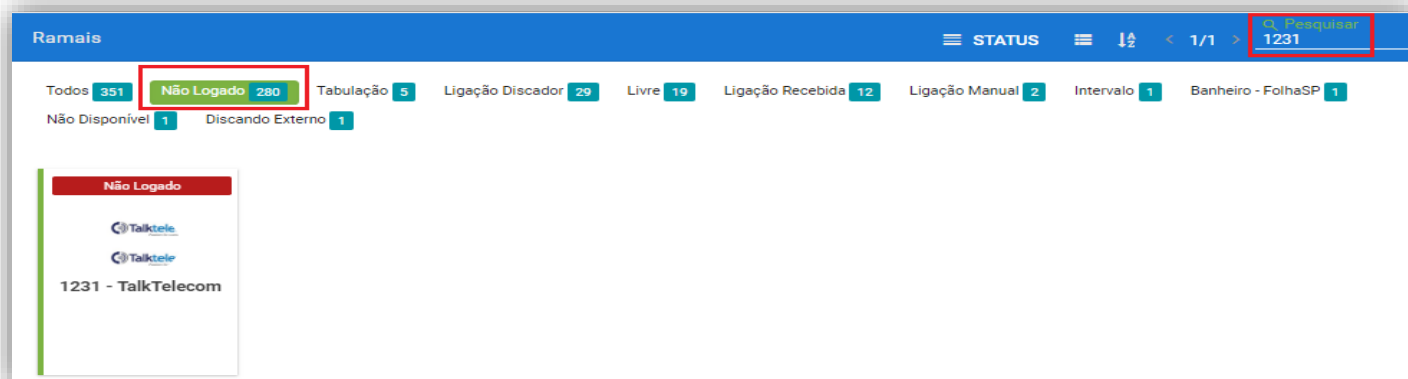 Ramais STATUS < 1/1 > Pesquisar
1231
Todos 351 Não Logado 280 Tabulação 5 Ligação Discador 29 Livre 19 Ligação Recebida 12 Ligação Manual 2 Intervalo 1 Banheiro - FolhaSP 1
Não Disponível 1 Discando Externo 1
Não Logado
Talktele
Talktele
1231 - TalkTelecom